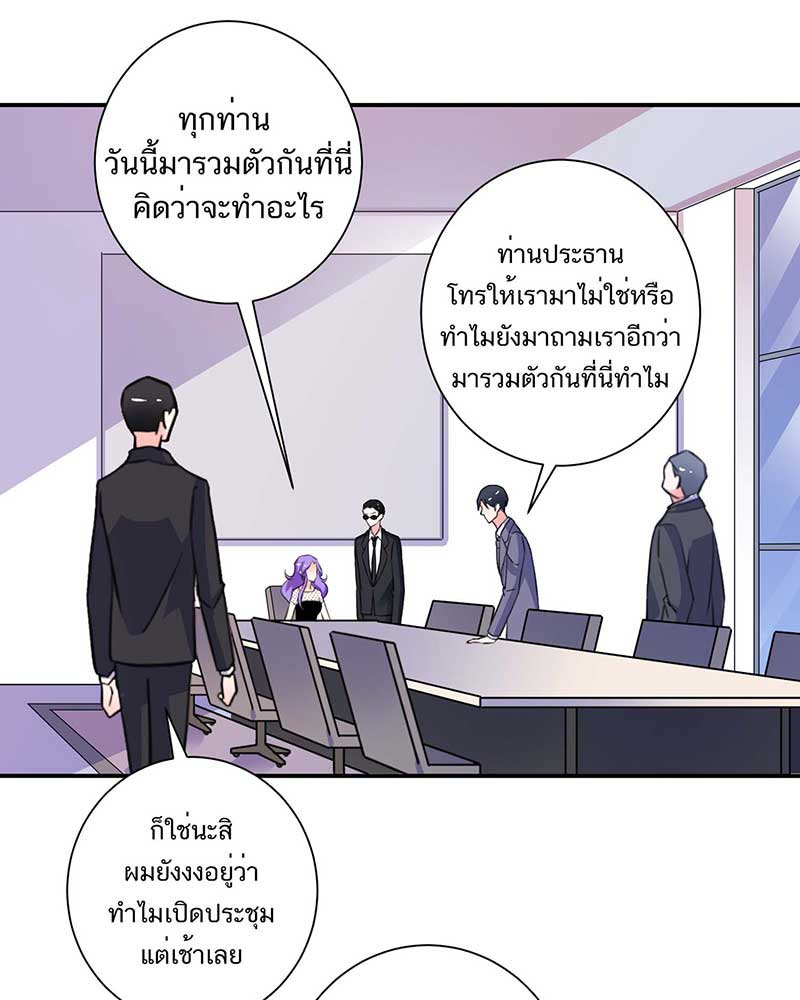 ทุกท่าน
วันนี้มารวมตัวกันที่นี่
คิดว่าจะทำอะไร
ท่านประธาน
โทรให้เรามาไม่ใช่หรือ
ทำไมยังมาถามเราอีกว่า
มารวมตัวกันที่นี่ทำไม
ก็ใช่นะสิ
ผมยังงงอยู่ว่า
ทำไมเปิดประชุม
แต่เช้าเลย